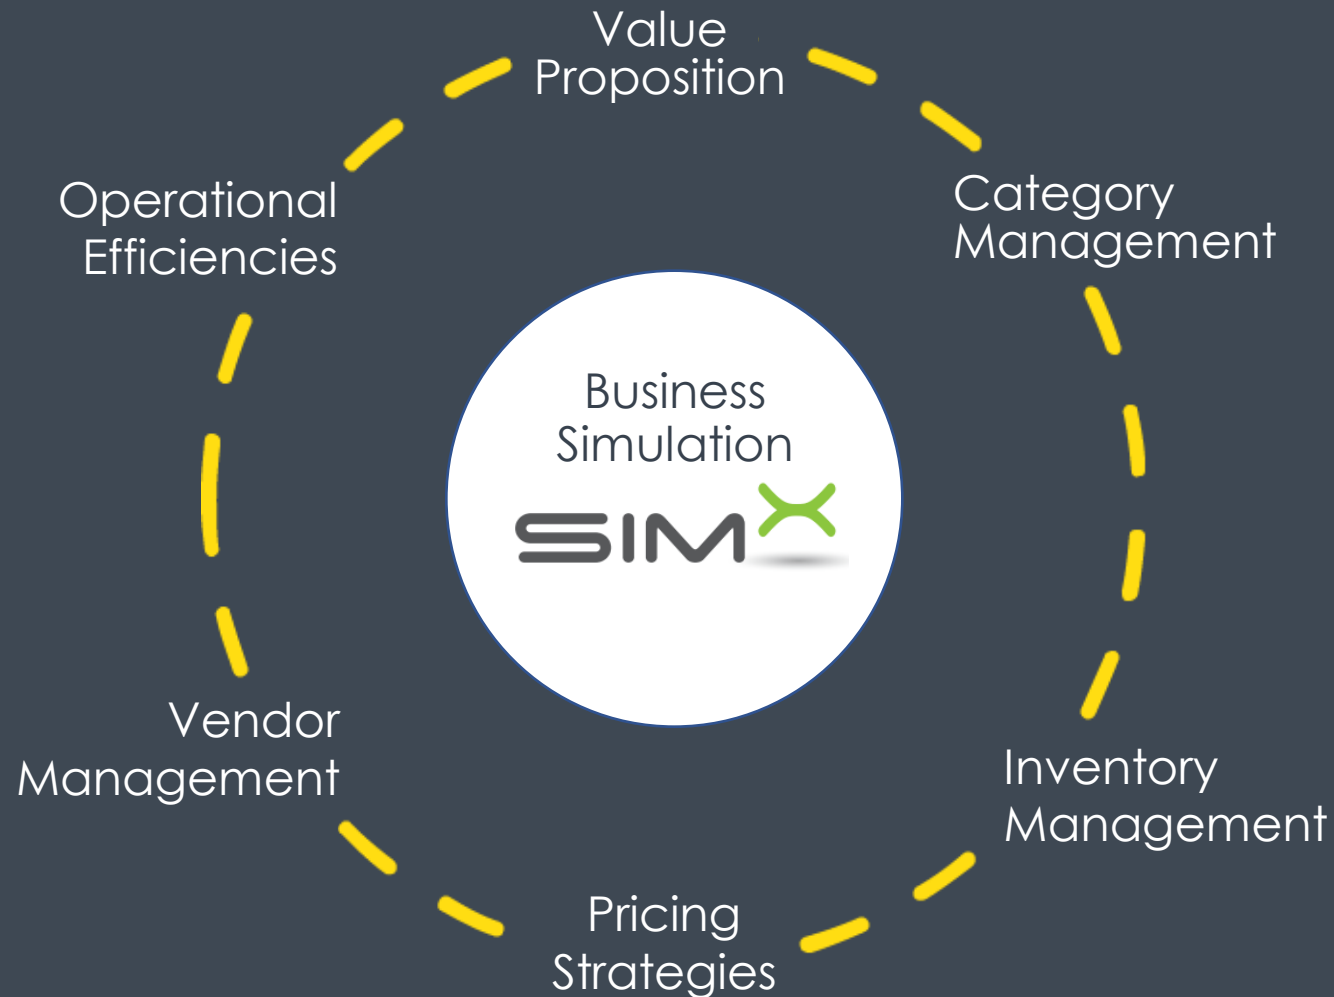 Value
Proposition
Category
Management
Inventory
Management
Pricing
Strategies
Vendor
Management
Operational
Efficiencies
Business
Simulation
SIMX